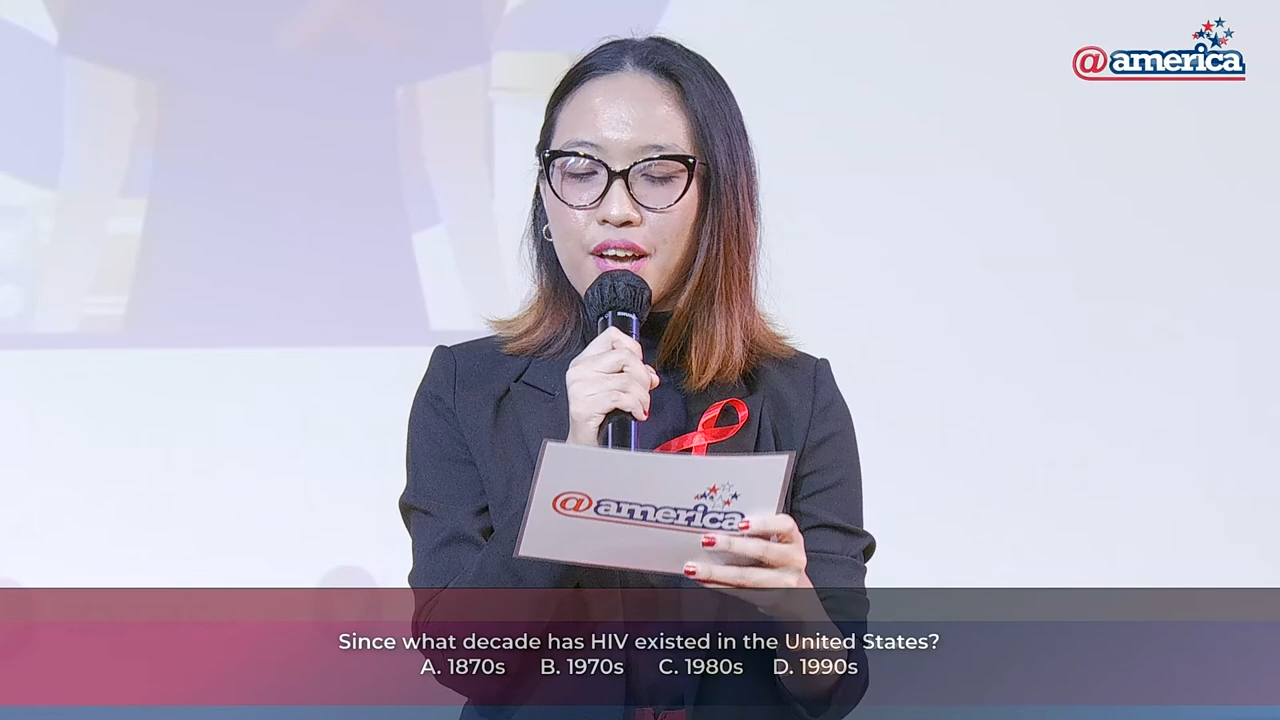 @america
@america
Since what decade has HIV existed in the United States?
A. 1870s B. 1970s C. 1980s D. 1990s